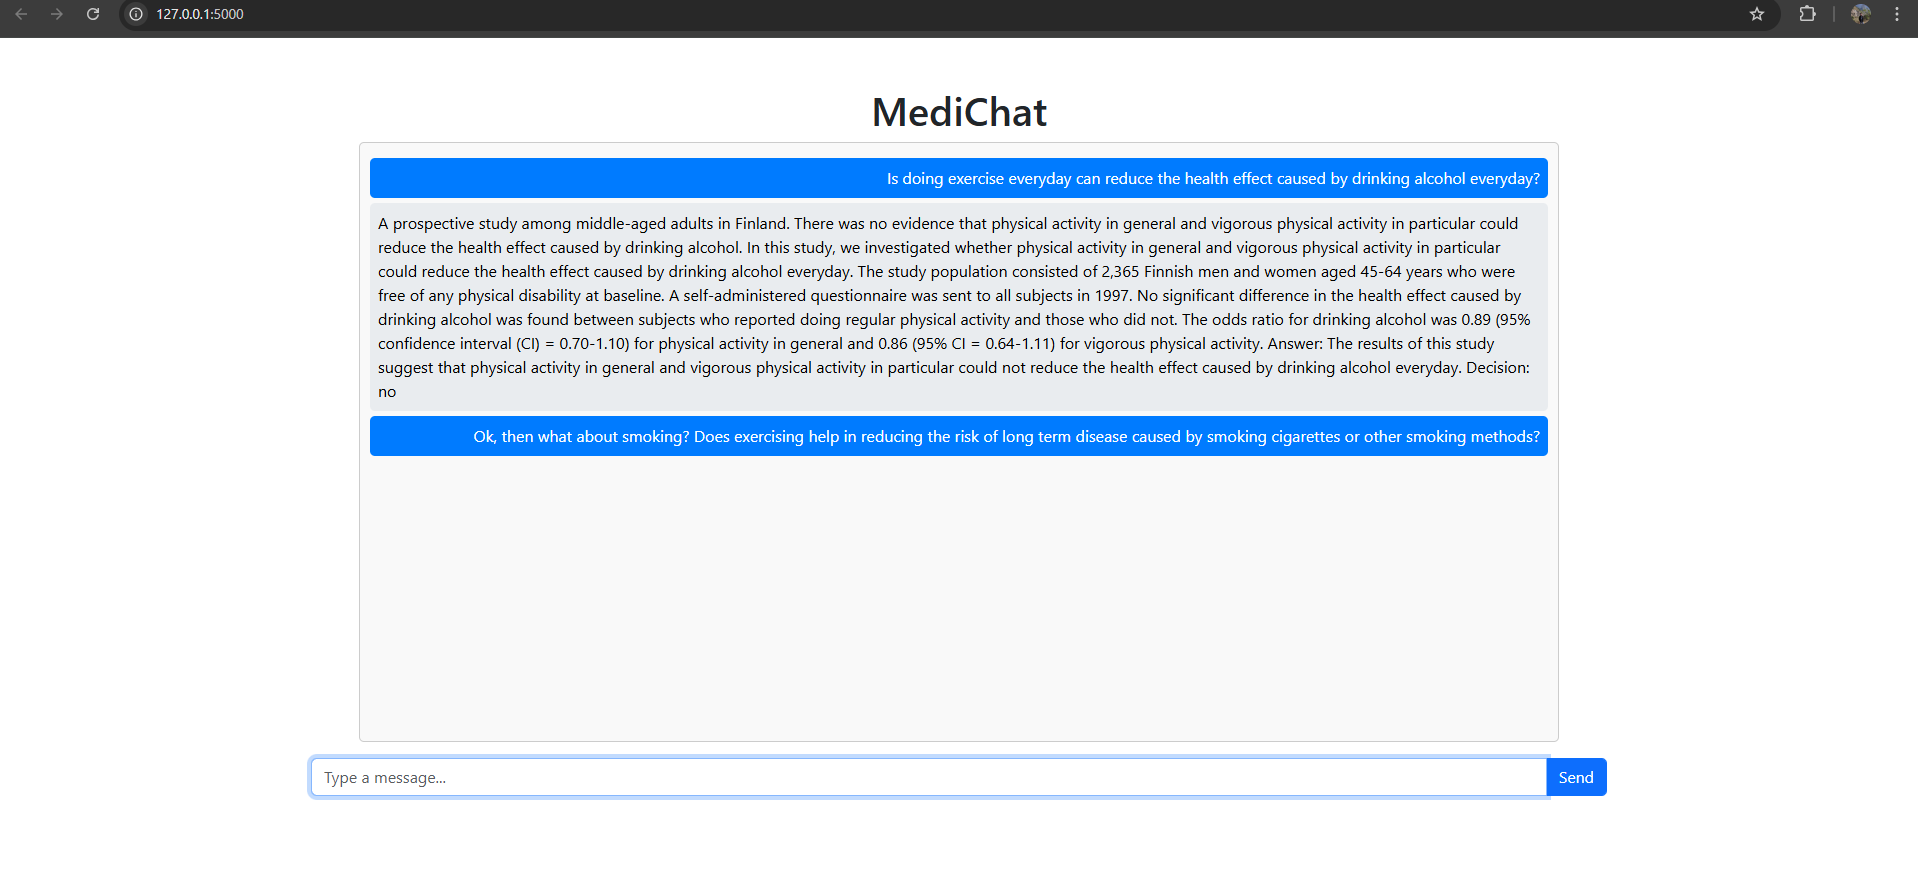 127.0.0.1:5000
MediChat
Is doing exercise everyday can reduce the health effect caused by drinking alcohol everyday?
A prospective study among middle-aged adults in Finland. There was no evidence that physical activity in general and vigorous physical activity in particular could
reduce the health effect caused by drinking alcohol. In this study, we investigated whether physical activity in general and vigorous physical activity in particular
could reduce the health effect caused by drinking alcohol everyday. The study population consisted of 2,365 Finnish men and women aged 45-64 years who were
free of any physical disability at baseline. A self-administered questionnaire was sent to all subjects in 1997. No significant difference in the health effect caused by
drinking alcohol was found between subjects who reported doing regular physical activity and those who did not. The odds ratio for drinking alcohol was 0.89 (95%
confidence interval (CI) = 0.70-1.10) for physical activity in general and 0.86 (95% CI = 0.64-1.11) for vigorous physical activity. Answer: The results of this study
suggest that physical activity in general and vigorous physical activity in particular could not reduce the health effect caused by drinking alcohol everyday. Decision:
no
Ok, then what about smoking? Does exercising help in reducing the risk of long term disease caused by smoking cigarettes or other smoking methods?
Type a message...
Send